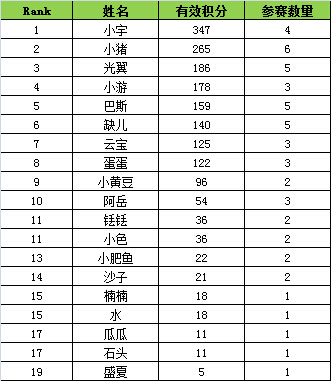 Rank 姓名 有效积分 参赛数量
1 小宇 347 4
2 小猪 265 6
3 光翼 186 5
4 小游 178 3
5 巴斯 159 5
6 缺儿 140 5
7 云宝 125 3
8 蛋蛋 122 3
9 小黄豆 96 2
10 阿岳 54 3
11 铥铥 36 2
11 小色 36 2
13 小肥鱼 22 2
14 沙子 21 2
15 楠楠 18 1
15 水 18 1
17 瓜瓜 11 1
17 石头 11 1
19 盛夏 5 1